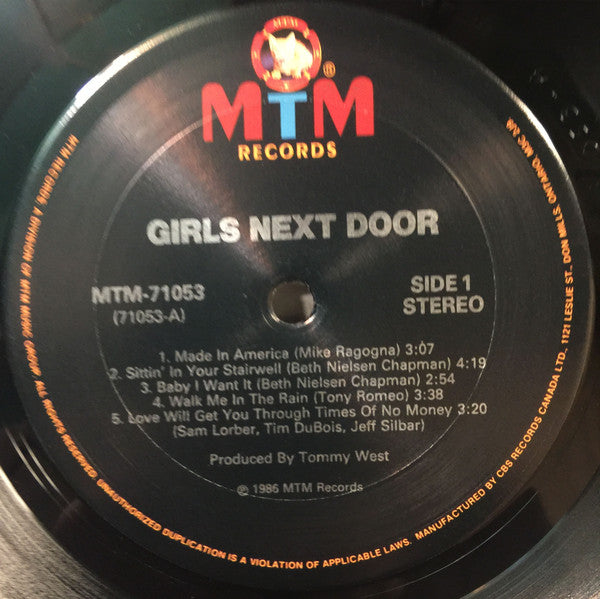 MTM
®
MTM
RECORDS
GIRLS NEXT DOOR
MTM-71053
(71053-A)
SIDE 1
STEREO
1. Made In America (Mike Ragogna) 3:07
2. Sittin' In Your Stairwell (Beth Nielsen Chapman) 4:19
3. Baby I Want It (Beth Nielsen Chapman) 2:54
4. Walk Me In The Rain (Tony Romeo) 3:38
5. Love Will Get You Through Times Of No Money 3:20
(Sam Lorber, Tim DuBois, Jeff Silbar)
Produced By Tommy West
℗ 1986 MTM Records
MTM RECORDS A DIVISION OF MTM MUSIC GROUP. ALL RIGHTS RESERVED. UNAUTHORIZED DUPLICATION IS A VIOLATION OF APPLICABLE LAWS. MANUFACTURED BY CBS RECORDS CANADA LTD., 1121 LESLIE ST., DON MILLS, ONTARIO, M3C 2J9